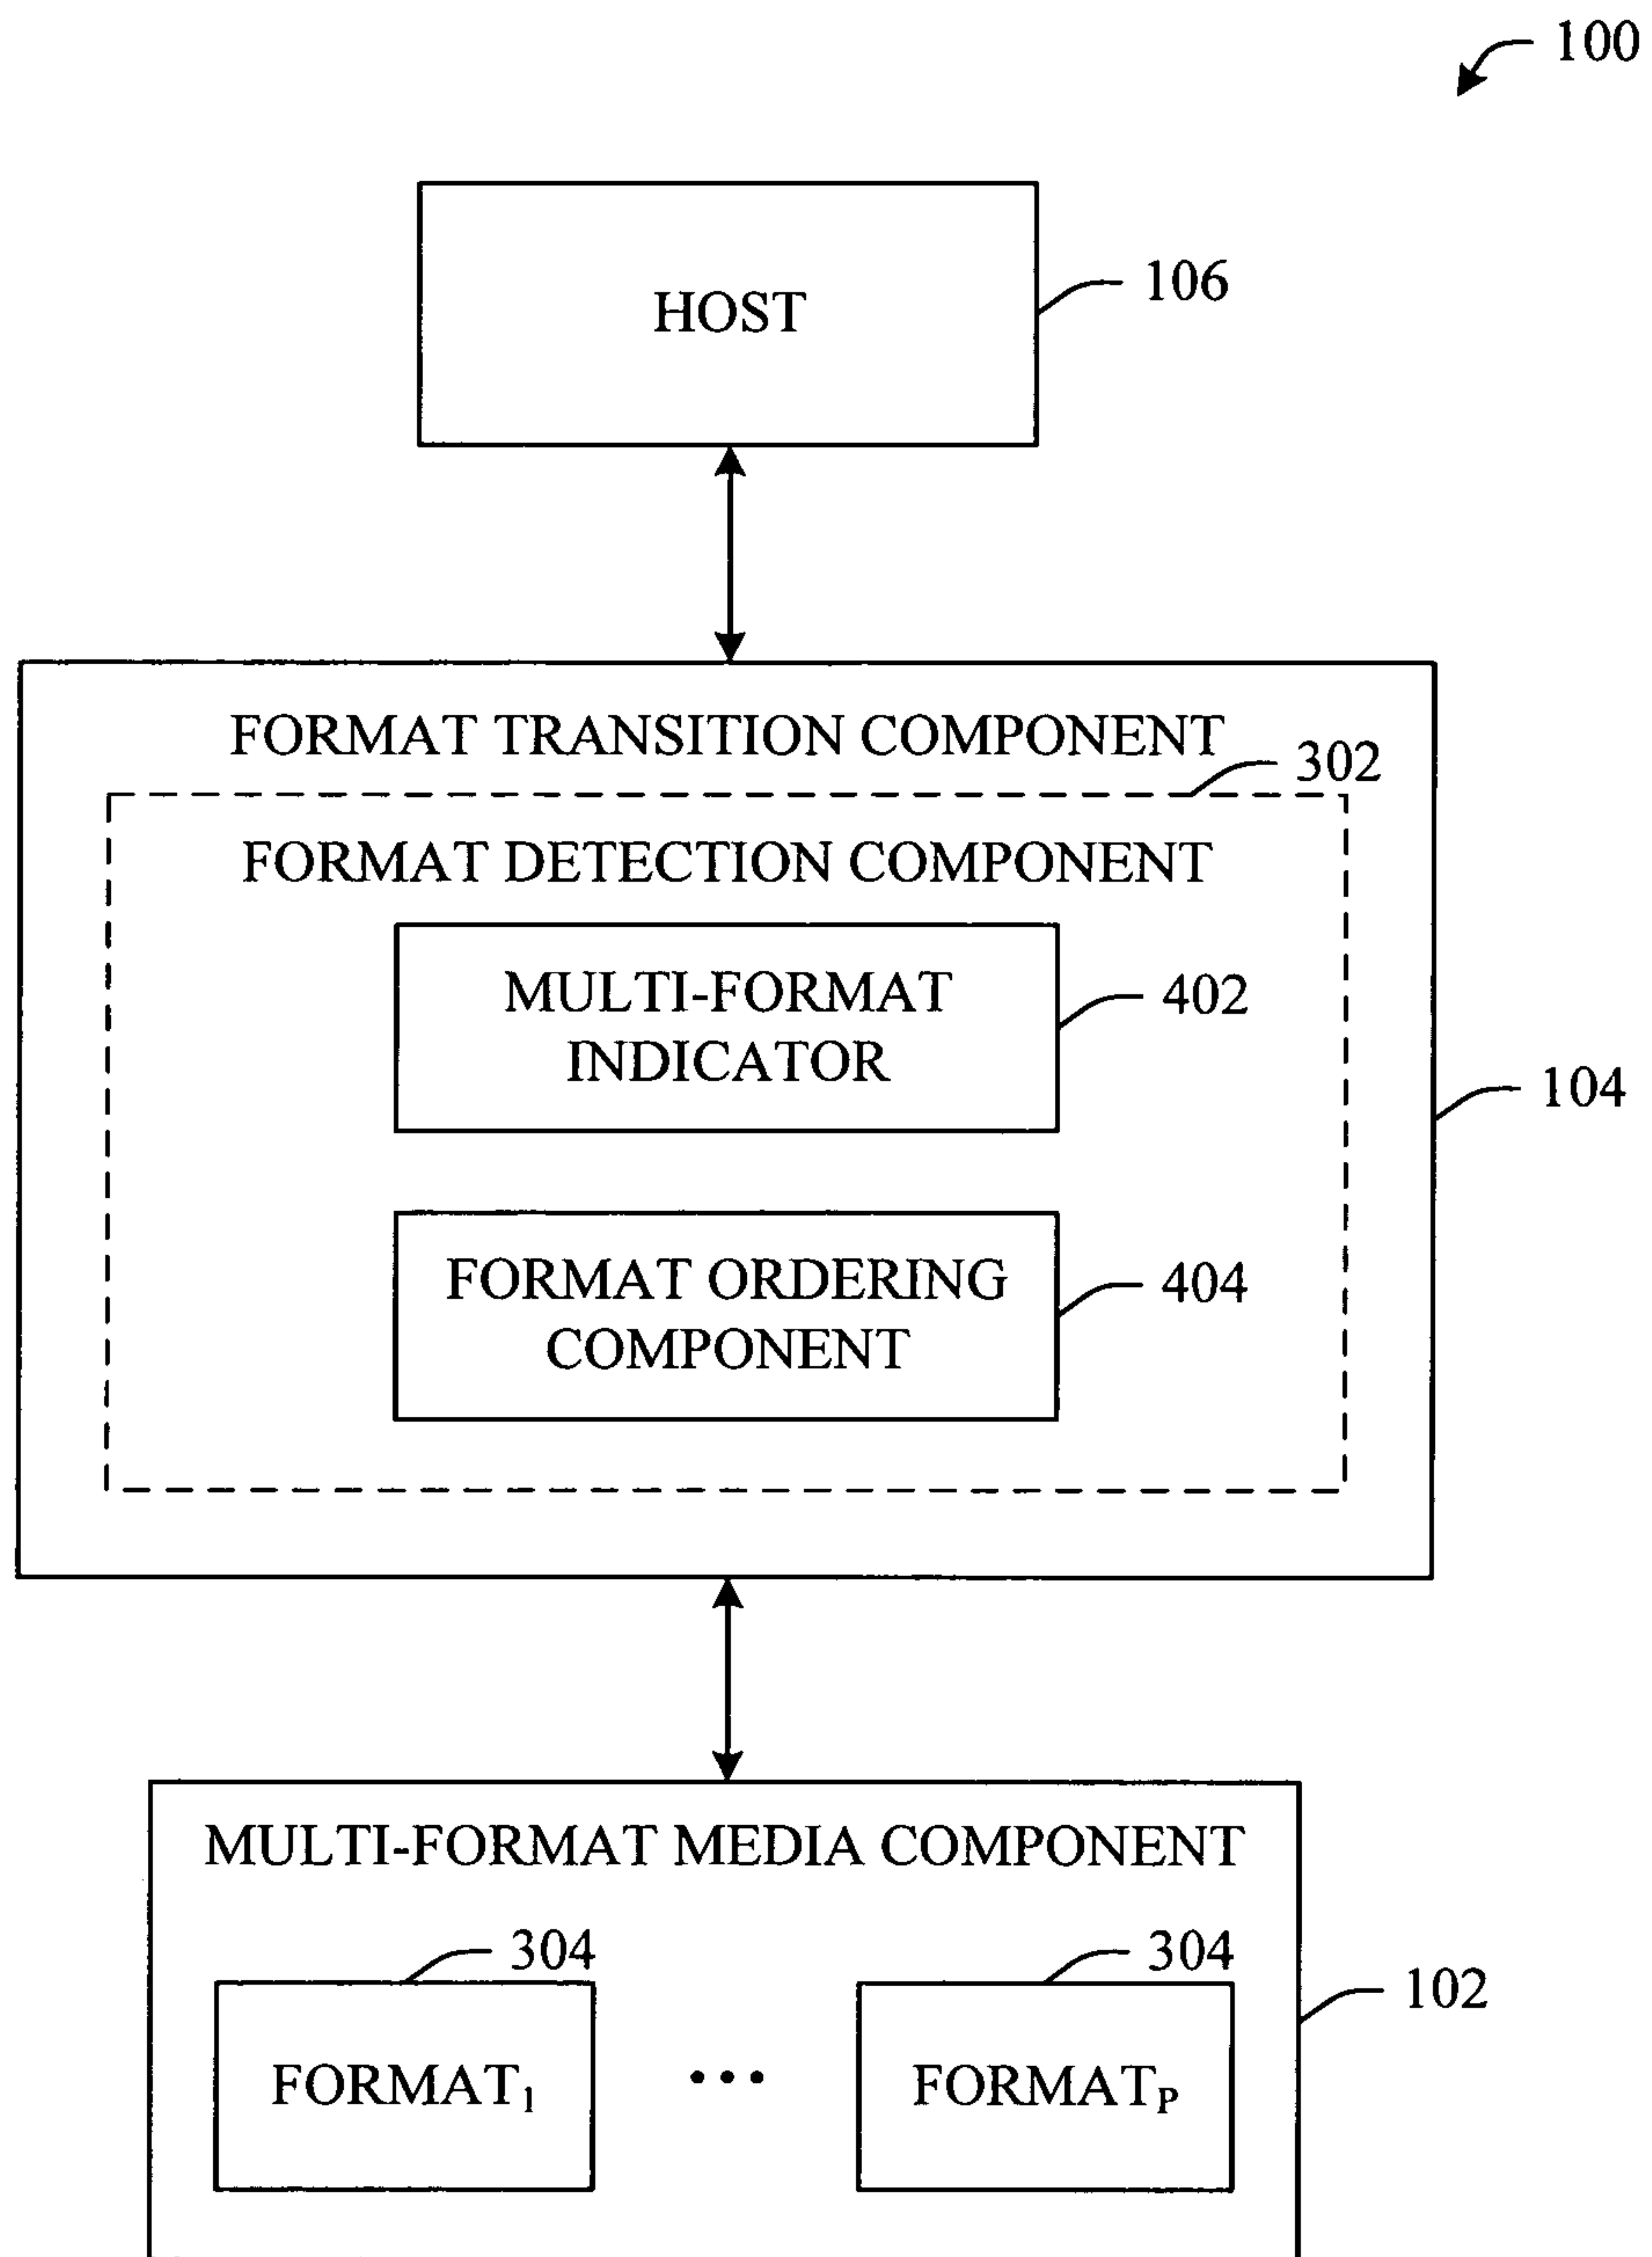 100
HOST
106
FORMAT TRANSITION COMPONENT
302
FORMAT DETECTION COMPONENT
MULTI-FORMAT
INDICATOR
402
104
FORMAT ORDERING
COMPONENT
404
MULTI-FORMAT MEDIA COMPONENT
304
304
102
FORMAT₁
...
FORMATP